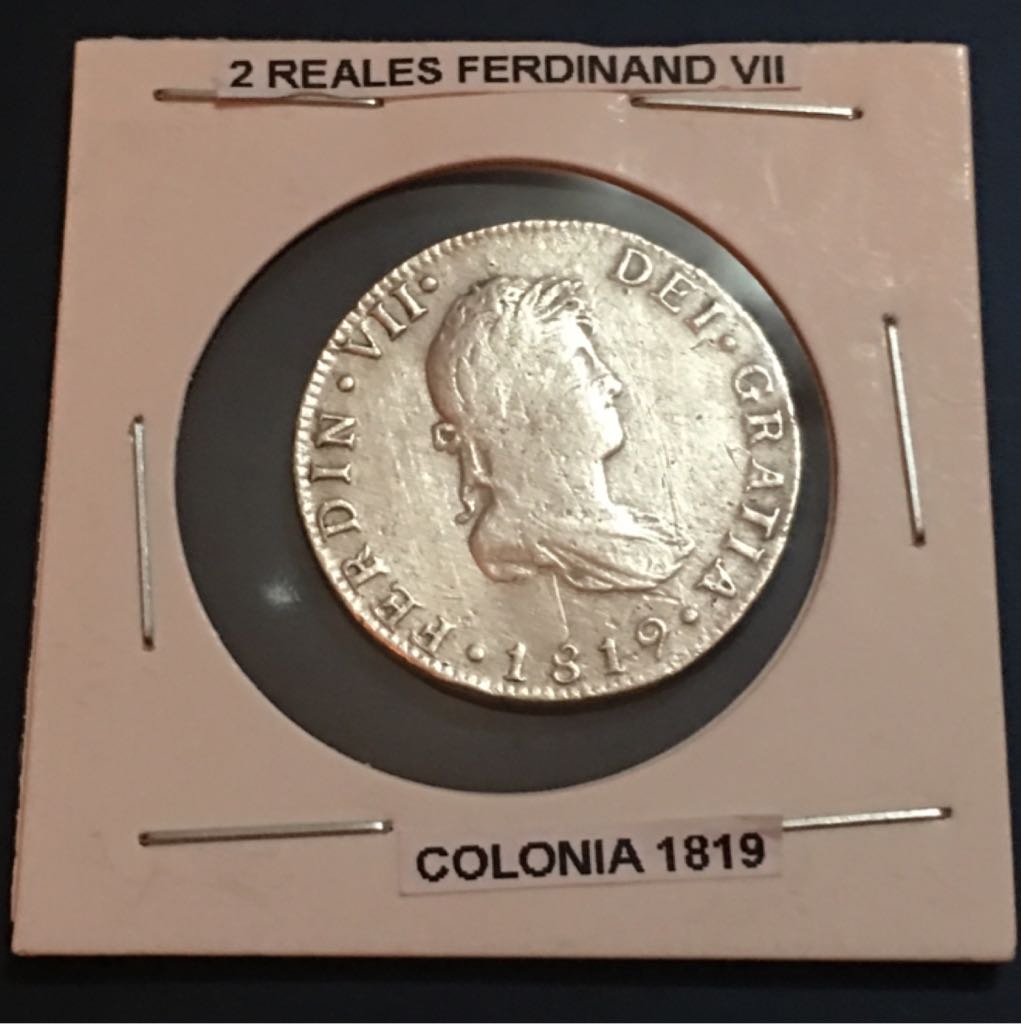 2 REALES FERDINAND VII
FERDIN · VII · DEI · GRATIA
· 1819 ·
COLONIA 1819